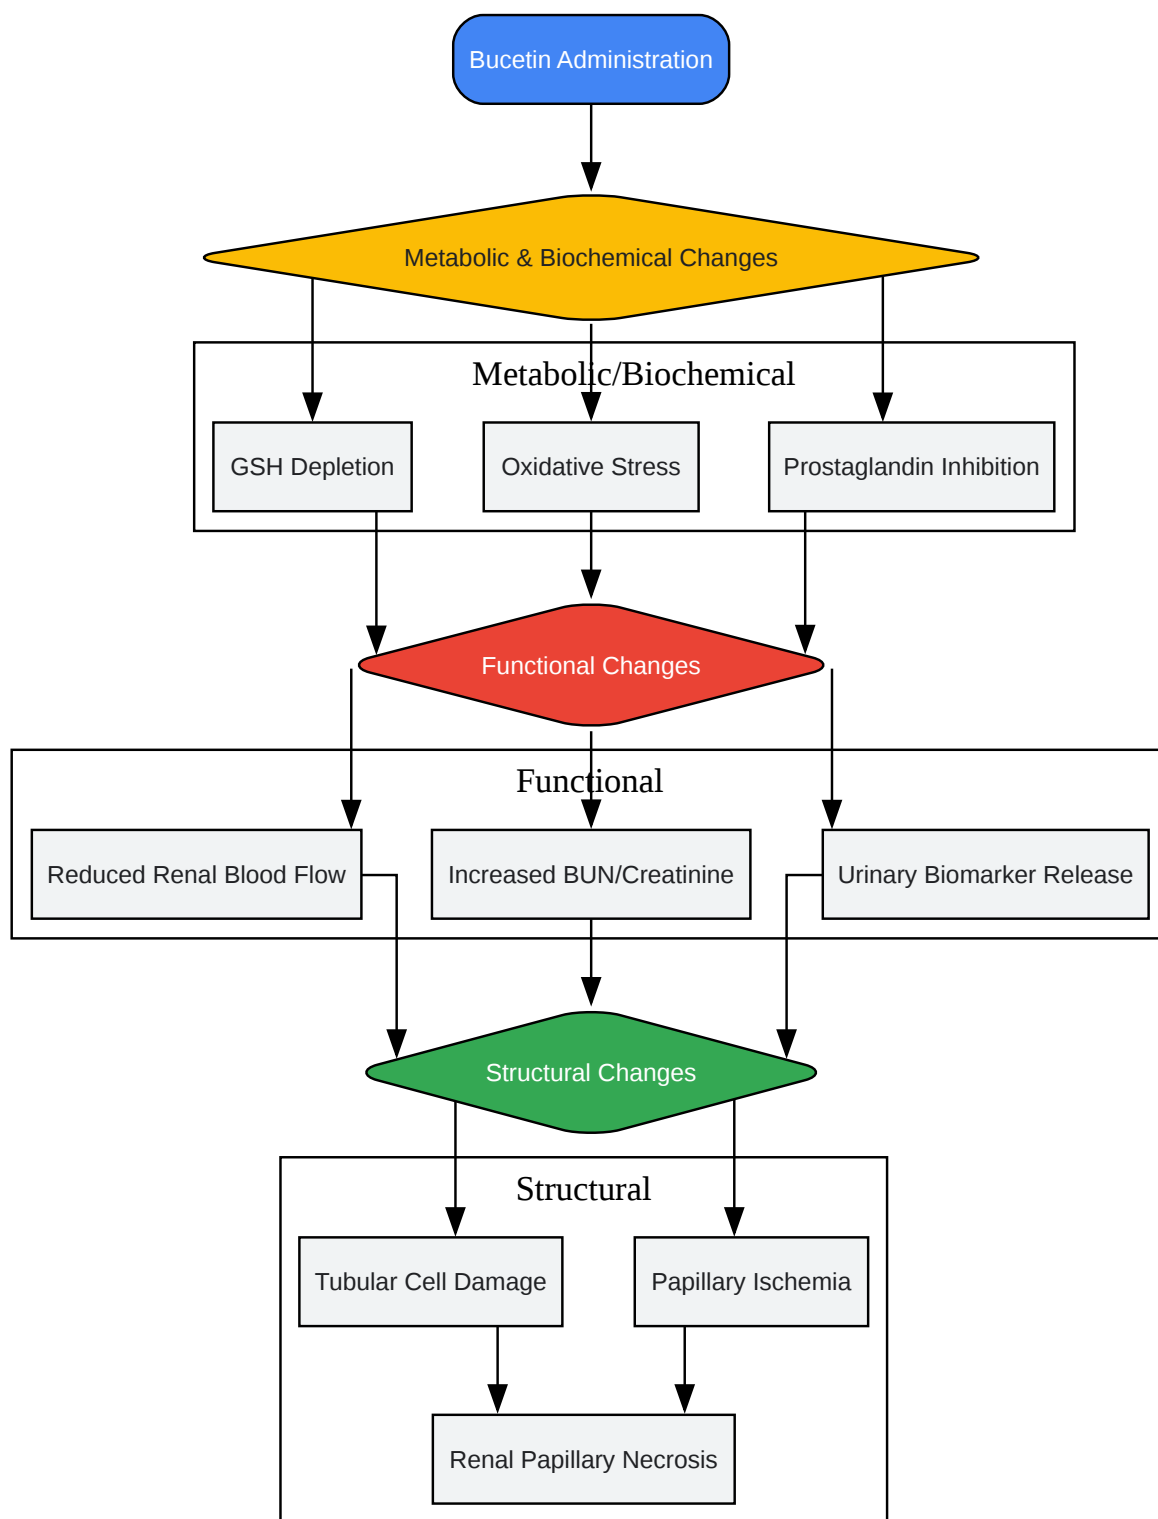 Bucetin Administration
Metabolic & Biochemical Changes
Metabolic/Biochemical
GSH Depletion
Oxidative Stress
Prostaglandin Inhibition
Functional Changes
Functional
Reduced Renal Blood Flow
Increased BUN/Creatinine
Urinary Biomarker Release
Structural Changes
Structural
Tubular Cell Damage
Papillary Ischemia
Renal Papillary Necrosis